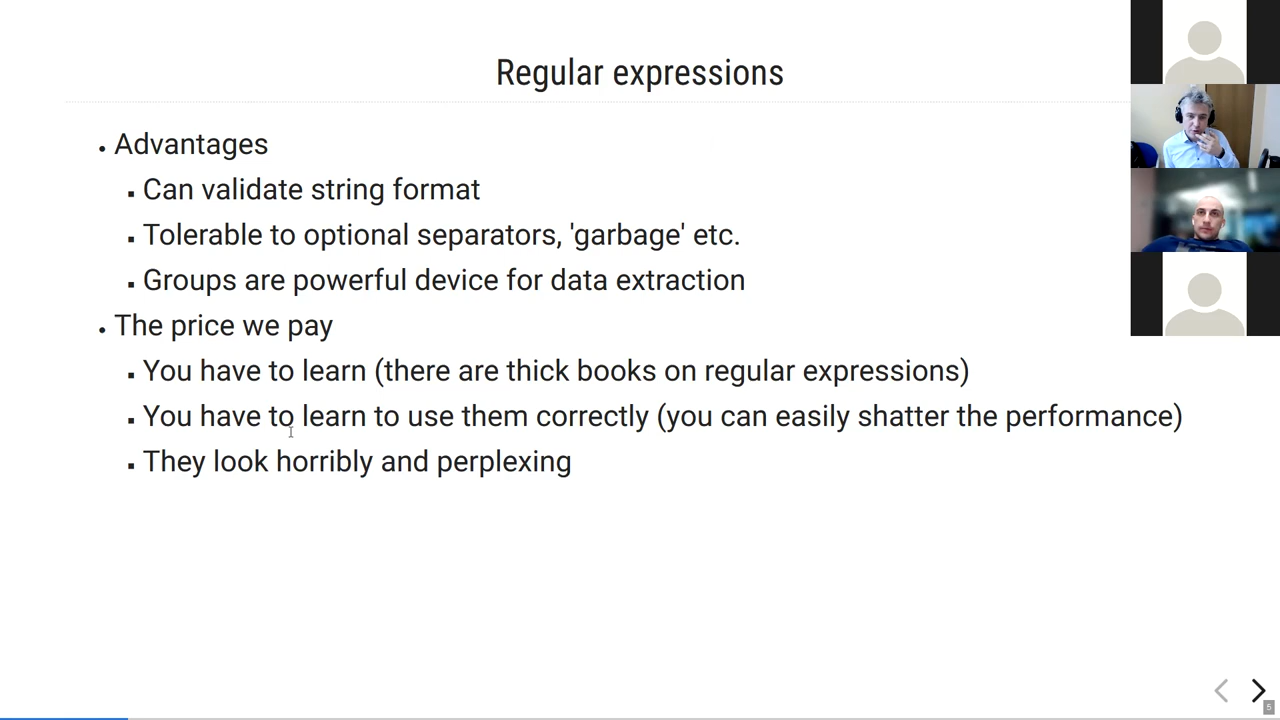 Regular expressions
• Advantages
▪ Can validate string format
▪ Tolerable to optional separators, 'garbage' etc.
▪ Groups are powerful device for data extraction
• The price we pay
▪ You have to learn (there are thick books on regular expressions)
▪ You have to learn to use them correctly (you can easily shatter the performance)
▪ They look horribly and perplexing
5